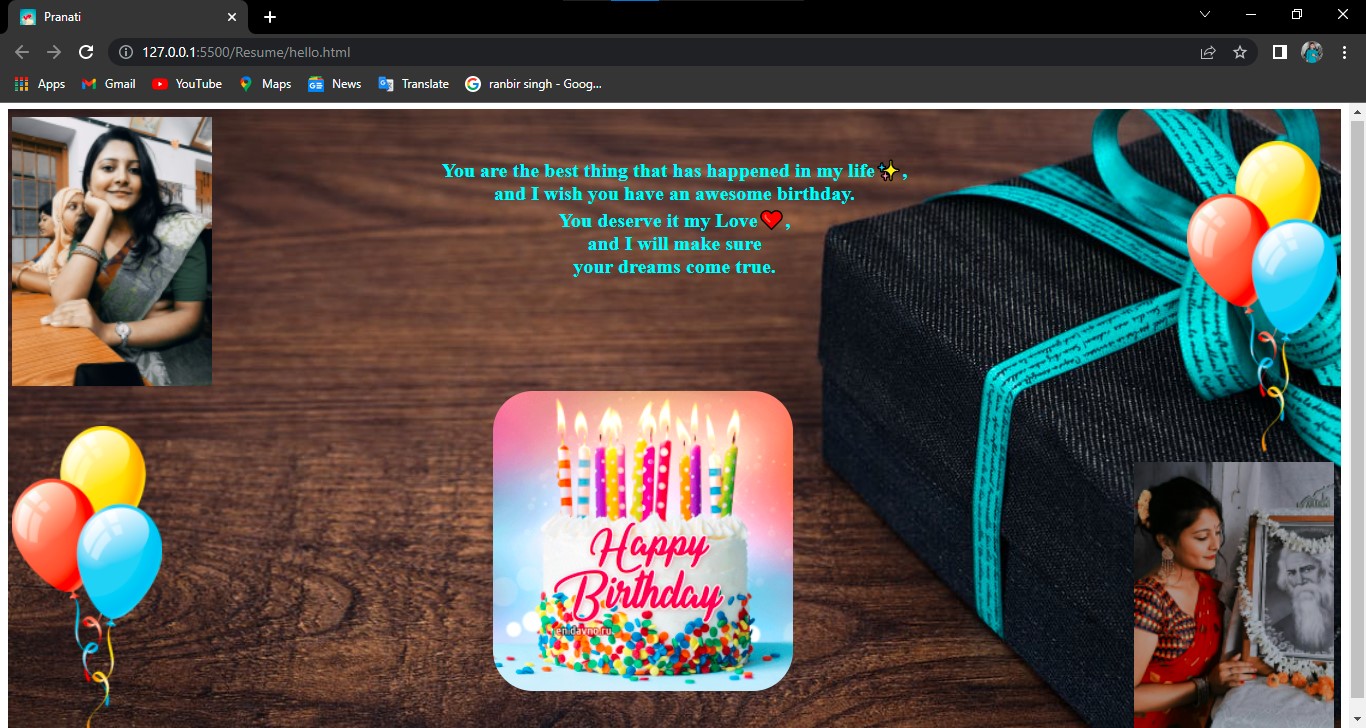 Pranati
127.0.0.1:5500/Resume/hello.html
Apps
Gmail
YouTube
Maps
News
Translate
ranbir singh - Goog...
You are the best thing that has happened in my life✨,
and I wish you have an awesome birthday.
You deserve it my Love❤️,
and I will make sure
your dreams come true.
Happy
Birthday
enidavno.ru